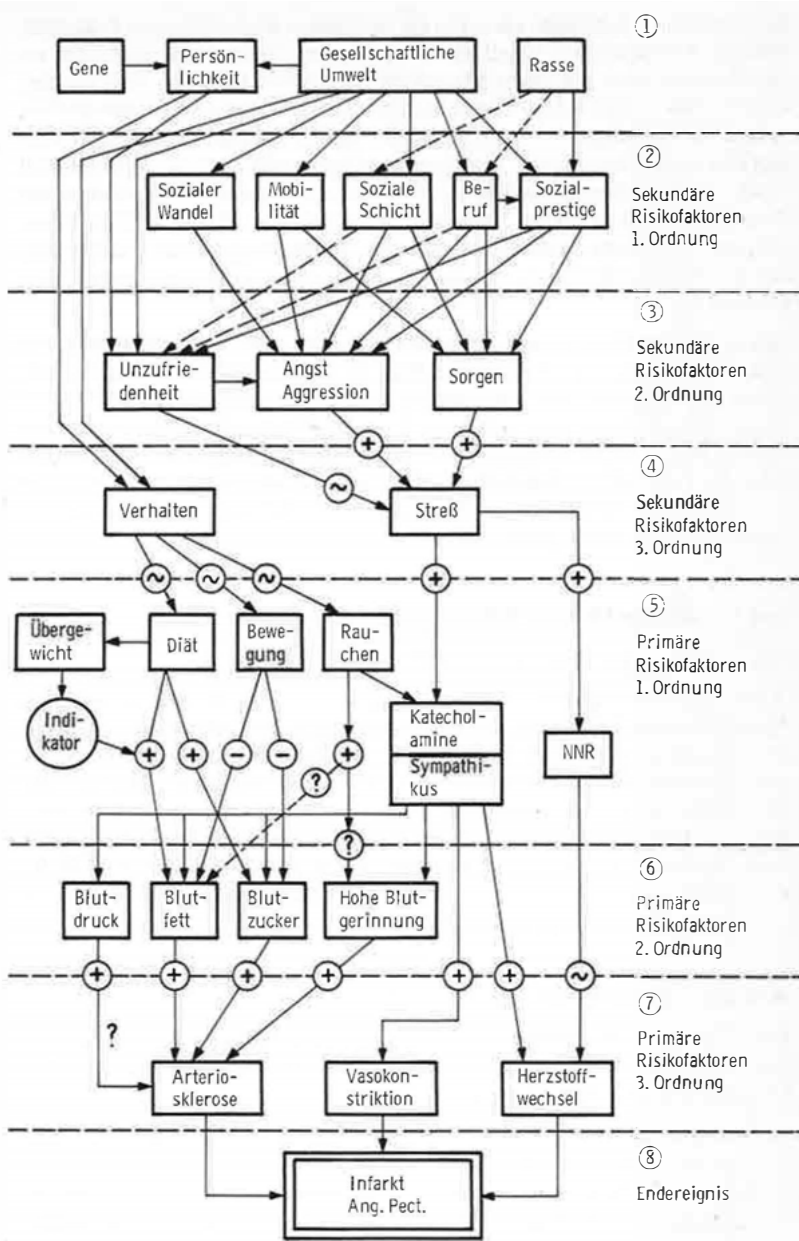 ①
Gene
Persön-
lichkeit
Gesellschaftliche
Umwelt
Rasse
②
Sekundäre
Risikofaktoren
1. Ordnung
Sozialer
Wandel
Mobi-
lität
Soziale
Schicht
Be-
ruf
Sozial-
prestige
③
Sekundäre
Risikofaktoren
2. Ordnung
Unzufrie-
denheit
Angst
Aggression
Sorgen
+
+
④
Sekundäre
Risikofaktoren
3. Ordnung
~
Verhalten
Streß
~
~
~
+
+
⑤
Primäre
Risikofaktoren
1. Ordnung
Überge-
wicht
Diät
Bewe-
gung
Rau-
chen
Indi-
kator
Katechol-
amine
Sympathi-
kus
NNR
+
+
−
−
+
?
?
⑥
Primäre
Risikofaktoren
2. Ordnung
Blut-
druck
Blut-
fett
Blut-
zucker
Hohe Blut-
gerinnung
+
+
+
+
+
+
~
⑦
Primäre
Risikofaktoren
3. Ordnung
?
Arterio-
sklerose
Vasokon-
striktion
Herzstoff-
wechsel
⑧
Endereignis
Infarkt
Ang. Pect.